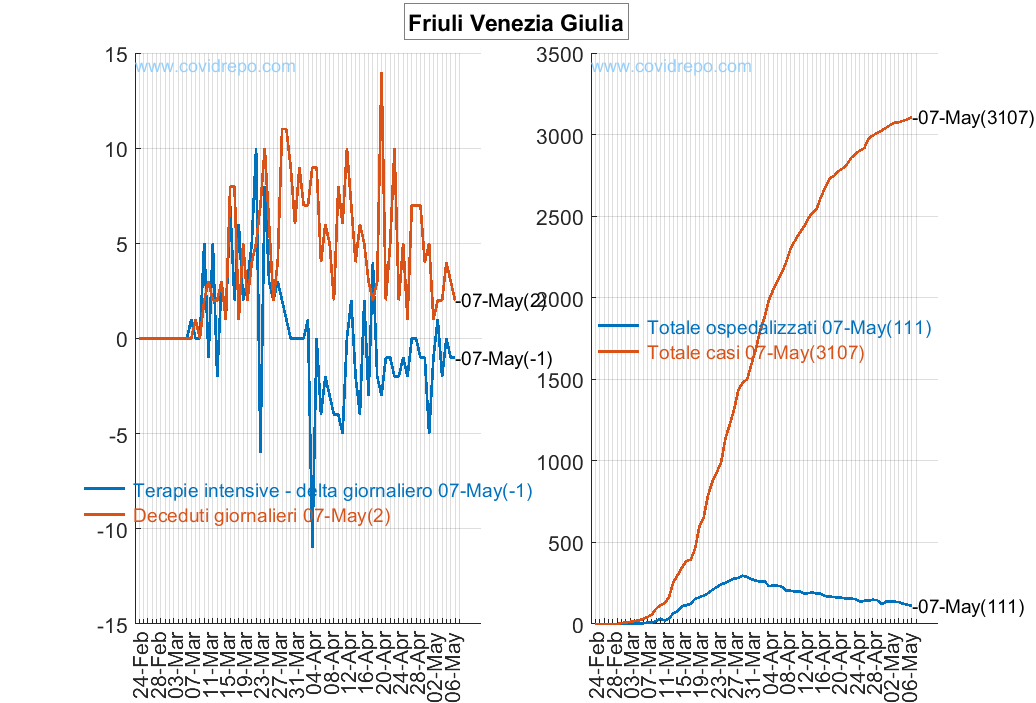 Friuli Venezia Giulia
15
10
5
0
-5
-10
-15
www.covidrepo.com
-07-May(2)
-07-May(-1)
Terapie intensive - delta giornaliero 07-May(-1)
Deceduti giornalieri 07-May(2)
24-Feb
28-Feb
03-Mar
07-Mar
11-Mar
15-Mar
19-Mar
23-Mar
27-Mar
31-Mar
04-Apr
08-Apr
12-Apr
16-Apr
20-Apr
24-Apr
28-Apr
02-May
06-May
3500
3000
2500
2000
1500
1000
500
0
www.covidrepo.com
-07-May(3107)
Totale ospedalizzati 07-May(111)
Totale casi 07-May(3107)
-07-May(111)
24-Feb
28-Feb
03-Mar
07-Mar
11-Mar
15-Mar
19-Mar
23-Mar
27-Mar
31-Mar
04-Apr
08-Apr
12-Apr
16-Apr
20-Apr
24-Apr
28-Apr
02-May
06-May